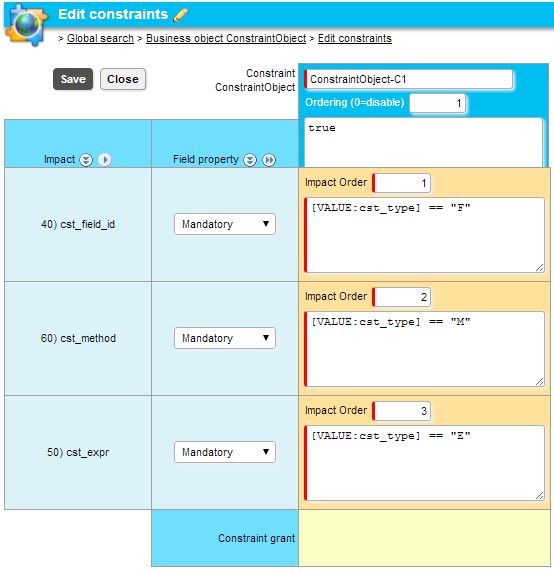 Edit constraints
> Global search > Business object ConstraintObject > Edit constraints
Save Close
Constraint
ConstraintObject
ConstraintObject-C1
Ordering (0=disable) 1
true
Impact Field property
Impact Order 1
40) cst_field_id Mandatory
[VALUE:cst_type] == "F"
Impact Order 2
60) cst_method Mandatory
[VALUE:cst_type] == "M"
Impact Order 3
50) cst_expr Mandatory
[VALUE:cst_type] == "E"
Constraint grant